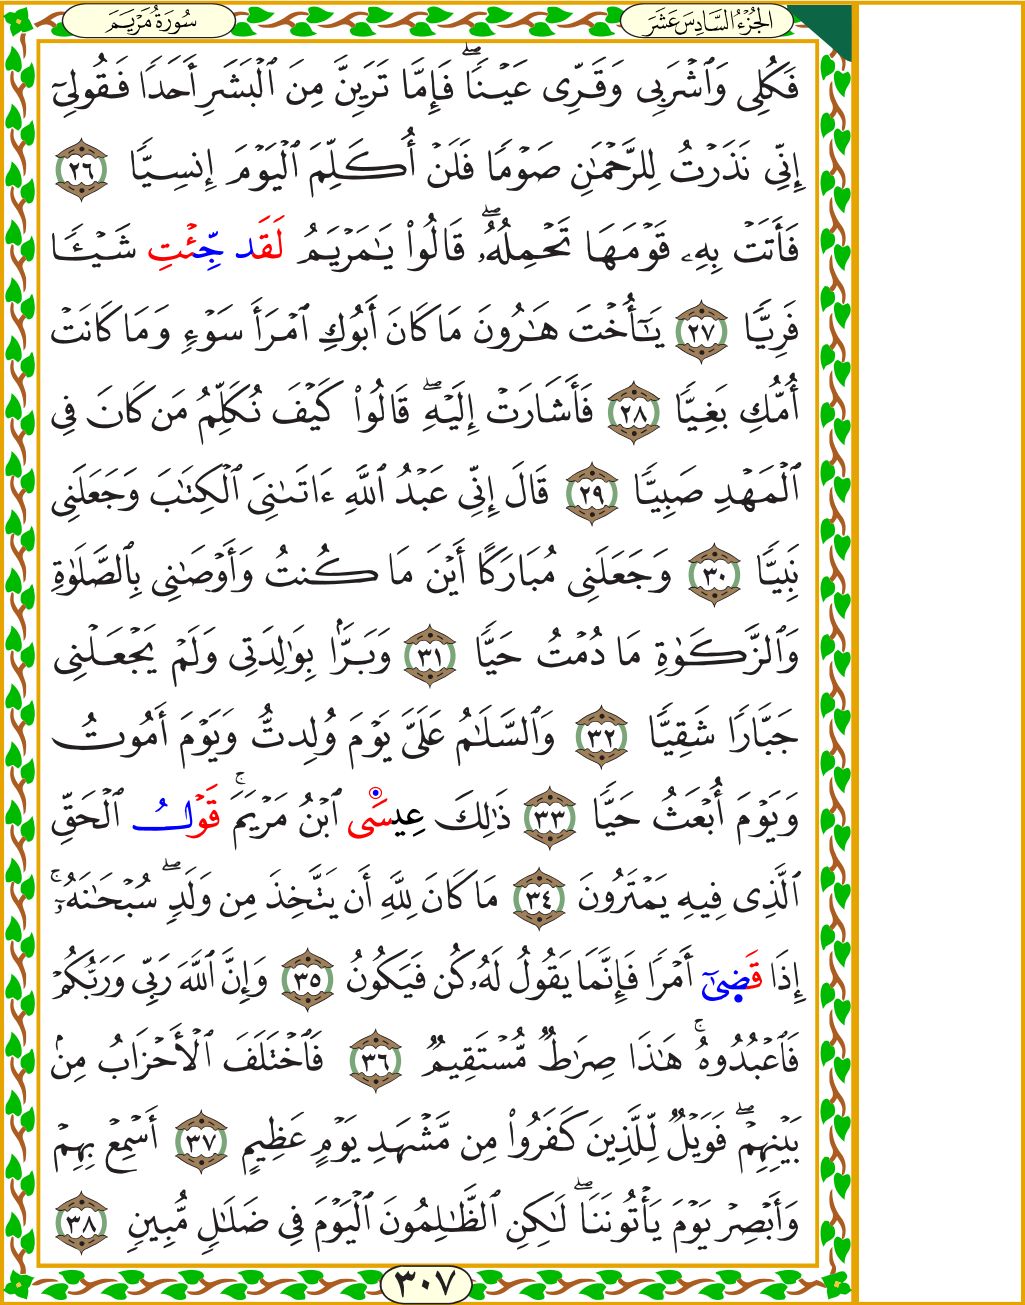 الجُزْءُ السَّادِسَ عَشَرَ
سُورَةُ مَرْيَمَ
فَكُلِى وَٱشْرَبِى وَقَرِّى عَيْنًاۖ فَإِمَّا تَرَيِنَّ مِنَ ٱلْبَشَرِ أَحَدًا فَقُولِىٓ
إِنِّى نَذَرْتُ لِلرَّحْمَٰنِ صَوْمًا فَلَنْ أُكَلِّمَ ٱلْيَوْمَ إِنسِيًّا ٢٦
فَأَتَتْ بِهِۦ قَوْمَهَا تَحْمِلُهُۥۖ قَالُوا۟ يَٰمَرْيَمُ لَقَد جِّئْتِ شَيْـًٔا
فَرِيًّا ٢٧ يَٰٓأُخْتَ هَٰرُونَ مَا كَانَ أَبُوكِ ٱمْرَأَ سَوْءٍ وَمَا كَانَتْ
أُمُّكِ بَغِيًّا ٢٨ فَأَشَارَتْ إِلَيْهِۖ قَالُوا۟ كَيْفَ نُكَلِّمُ مَن كَانَ فِى
ٱلْمَهْدِ صَبِيًّا ٢٩ قَالَ إِنِّى عَبْدُ ٱللَّهِ ءَاتَىٰنِىَ ٱلْكِتَٰبَ وَجَعَلَنِى
نَبِيًّا ٣٠ وَجَعَلَنِى مُبَارَكًا أَيْنَ مَا كُنتُ وَأَوْصَٰنِى بِٱلصَّلَوٰةِ
وَٱلزَّكَوٰةِ مَا دُمْتُ حَيًّا ٣١ وَبَرًّۢا بِوَٰلِدَتِى وَلَمْ يَجْعَلْنِى
جَبَّارًا شَقِيًّا ٣٢ وَٱلسَّلَٰمُ عَلَىَّ يَوْمَ وُلِدتُّ وَيَوْمَ أَمُوتُ
وَيَوْمَ أُبْعَثُ حَيًّا ٣٣ ذَٰلِكَ عِيسَى ٱبْنُ مَرْيَمَۚ قَوْلُ ٱلْحَقِّ
ٱلَّذِى فِيهِ يَمْتَرُونَ ٣٤ مَا كَانَ لِلَّهِ أَن يَتَّخِذَ مِن وَلَدٍۖ سُبْحَٰنَهُۥٓۚ
إِذَا قَضِىٰٓ أَمْرًا فَإِنَّمَا يَقُولُ لَهُۥ كُن فَيَكُونُ ٣٥ وَإِنَّ ٱللَّهَ رَبِّى وَرَبُّكُمْ
فَٱعْبُدُوهُۚ هَٰذَا صِرَٰطٌ مُّسْتَقِيمٌ ٣٦ فَٱخْتَلَفَ ٱلْأَحْزَابُ مِنۢ
بَيْنِهِمْۖ فَوَيْلٌ لِّلَّذِينَ كَفَرُوا۟ مِن مَّشْهَدِ يَوْمٍ عَظِيمٍ ٣٧ أَسْمِعْ بِهِمْ
وَأَبْصِرْ يَوْمَ يَأْتُونَنَاۖ لَٰكِنِ ٱلظَّٰلِمُونَ ٱلْيَوْمَ فِى ضَلَٰلٍ مُّبِينٍ ٣٨
٣٠٧